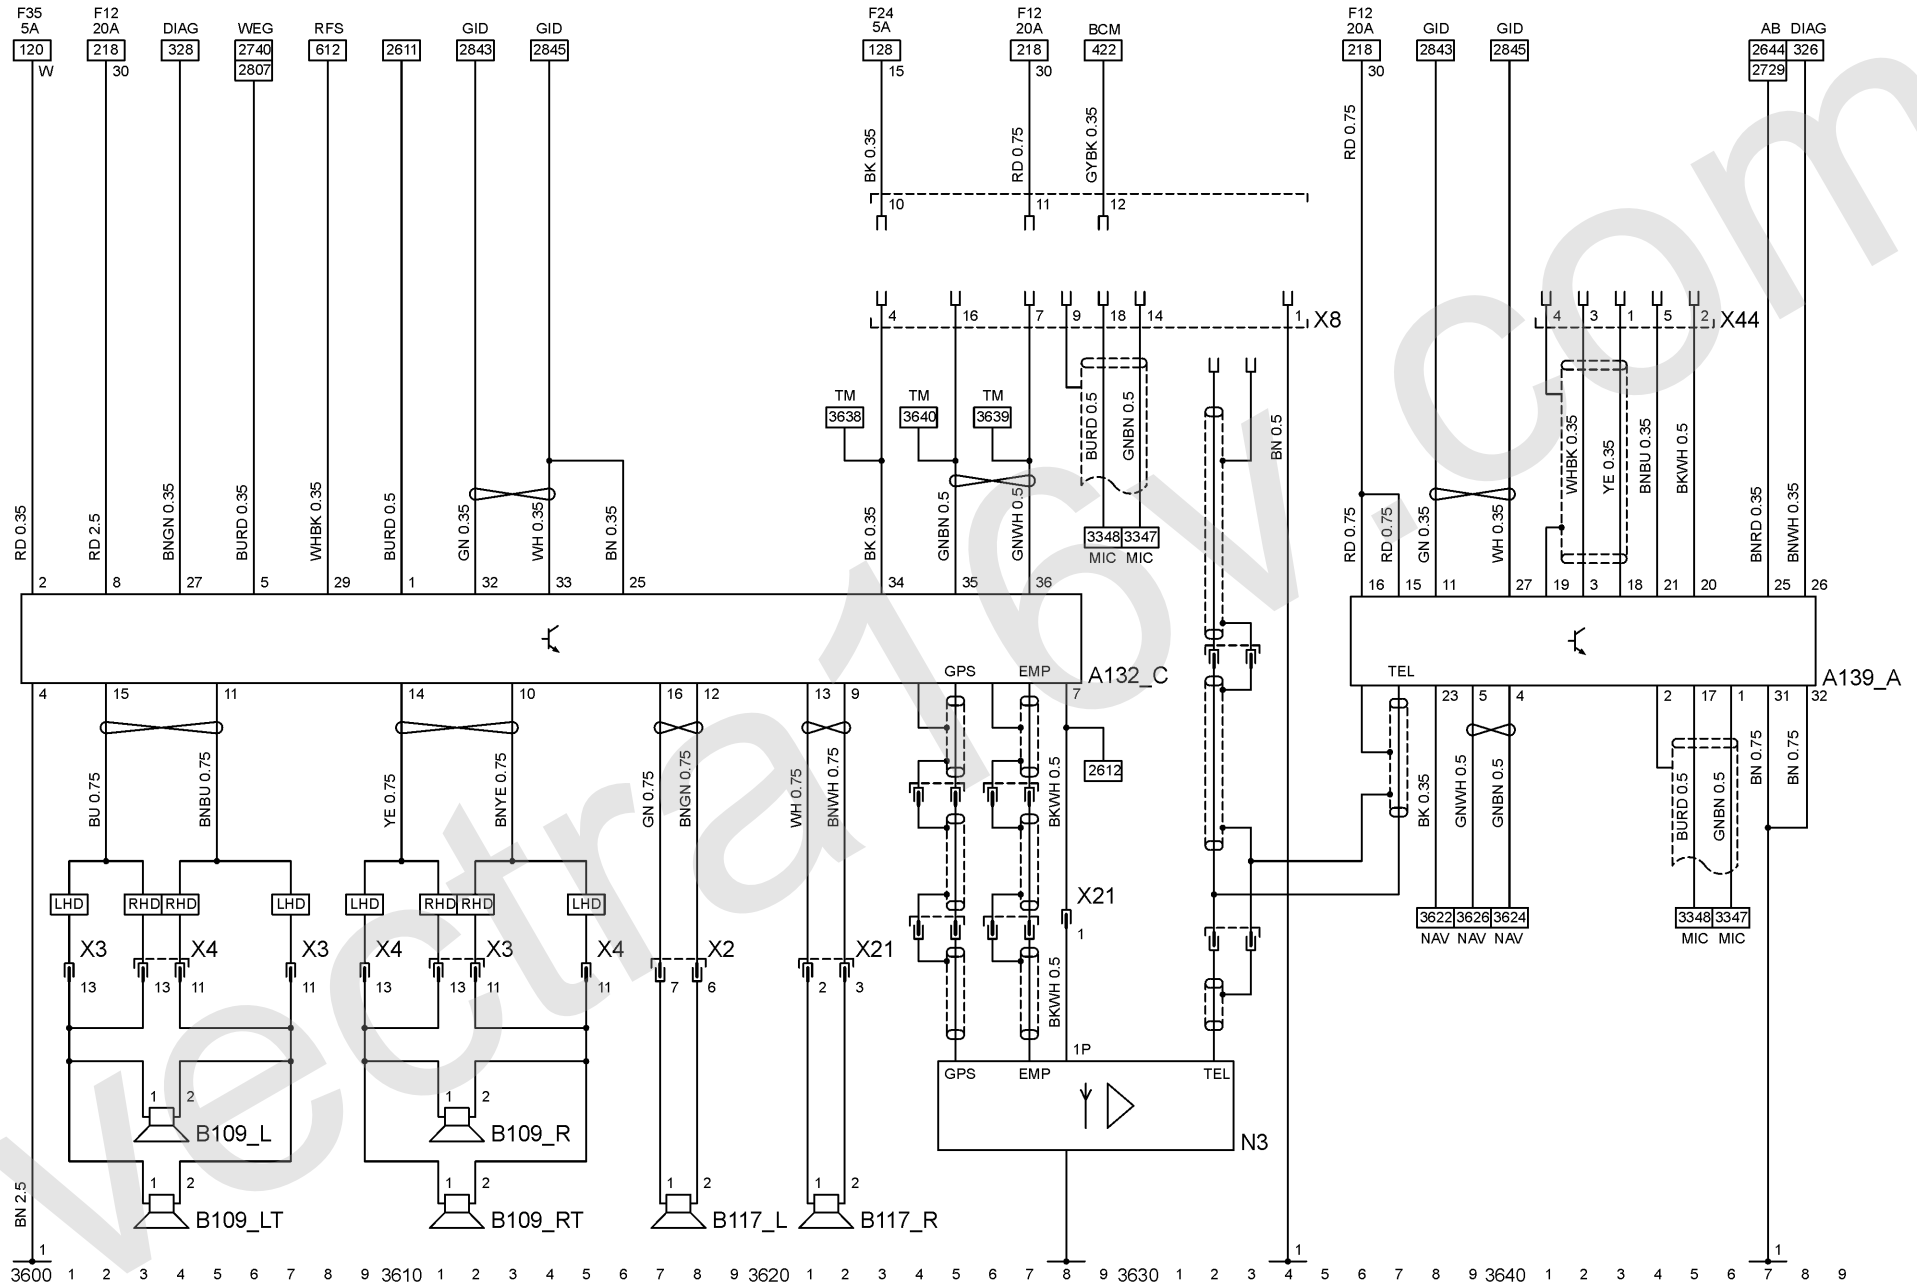 F35 F12 F24 F12 F12
5A 20A DIAG WEG RFS GID GID 5A 20A BCM 20A GID GID AB DIAG
120 218 328 2740 612 2611 2843 2845 128 218 422 218 2843 2845 2644 326
W 30 2807 15 30 30 2729
BK 0.35 RD 0.75 GYBK 0.35 RD 0.75
10 11 12
4 16 7 9 18 14 1 X8 4 3 1 5 2 X44
TM TM TM
3638 3640 3639
BURD 0.5 GNBN 0.5 BN 0.5 WHBK 0.35 YE 0.35 BNBU 0.35 BKWH 0.5
RD 0.35 RD 2.5 BNGN 0.35 BURD 0.35 WHBK 0.35 BURD 0.5 GN 0.35 WH 0.35 BN 0.35 BK 0.35 GNBN 0.5 GNWH 0.5 RD 0.75 RD 0.75 GN 0.35 WH 0.35 BNRD 0.35 BNWH 0.35
3348 3347
MIC MIC
2 8 27 5 29 1 32 33 25 34 35 36 16 15 11 27 19 3 18 21 20 25 26
GPS EMP A132_C TEL A139_A
4 15 11 14 10 16 12 13 9 7 23 5 4 2 17 1 31 32
BU 0.75 BNBU 0.75 YE 0.75 BNYE 0.75 GN 0.75 BNGN 0.75 WH 0.75 BNWH 0.75 BKWH 0.5 BK 0.35 GNWH 0.5 GNBN 0.5 BURD 0.5 GNBN 0.5 BN 0.75 BN 0.75
2612
LHD RHD RHD LHD LHD RHD RHD LHD X21
1
3622 3626 3624 3348 3347
NAV NAV NAV MIC MIC
X3 X4 X3 X4 X3 X4 X2 X21
13 13 11 11 13 13 11 11 7 6 2 3
BKWH 0.5
1P
GPS EMP TEL
1 2 1 2
B109_L B109_R N3
1 2 1 2 1 2 1 2
B109_LT B109_RT B117_L B117_R
BN 2.5
1 1 1
3600 1 2 3 4 5 6 7 8 9 3610 1 2 3 4 5 6 7 8 9 3620 1 2 3 4 5 6 7 8 9 3630 1 2 3 4 5 6 7 8 9 3640 1 2 3 4 5 6 7 8 9
vectra16v.com